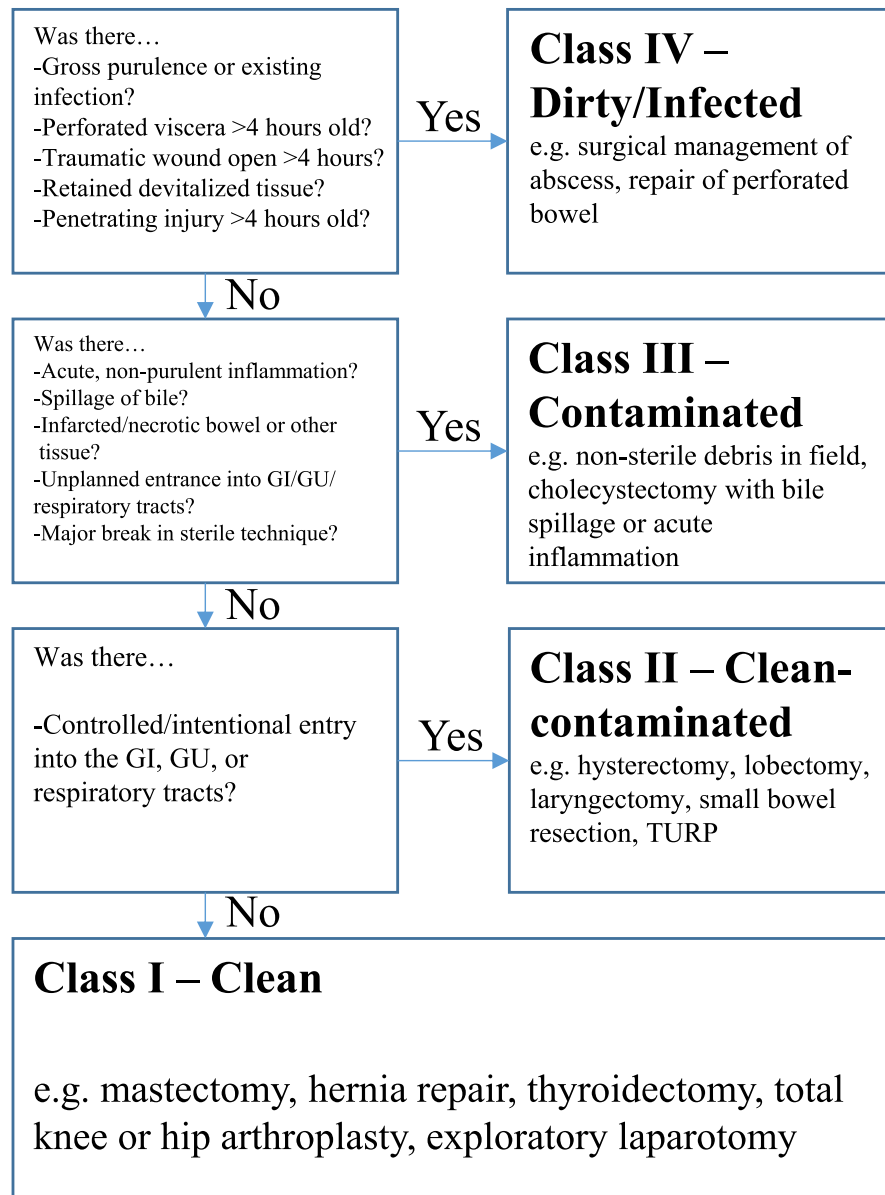 Was there…
-Gross purulence or existing
infection?
-Perforated viscera >4 hours old?
-Traumatic wound open >4 hours?
-Retained devitalized tissue?
-Penetrating injury >4 hours old?
Yes
Class IV –
Dirty/Infected
e.g. surgical management of
abscess, repair of perforated
bowel
No
Was there…
-Acute, non-purulent inflammation?
-Spillage of bile?
-Infarcted/necrotic bowel or other
tissue?
-Unplanned entrance into GI/GU/
respiratory tracts?
-Major break in sterile technique?
Yes
Class III –
Contaminated
e.g. non-sterile debris in field,
cholecystectomy with bile
spillage or acute
inflammation
No
Was there…
-Controlled/intentional entry
into the GI, GU, or
respiratory tracts?
Yes
Class II – Clean-
contaminated
e.g. hysterectomy, lobectomy,
laryngectomy, small bowel
resection, TURP
No
Class I – Clean
e.g. mastectomy, hernia repair, thyroidectomy, total
knee or hip arthroplasty, exploratory laparotomy